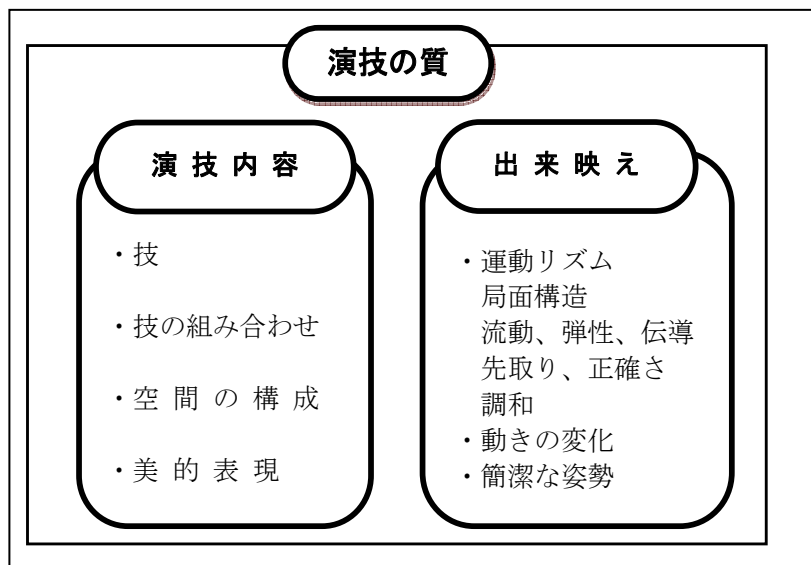 演技の質
演 技 内 容
・技
・技の組み合わせ
・空 間 の 構 成
・美 的 表 現
出 来 映 え
・運動リズム
局面構造
流動、弾性、伝導
先取り、正確さ
調和
・動きの変化
・簡潔な姿勢